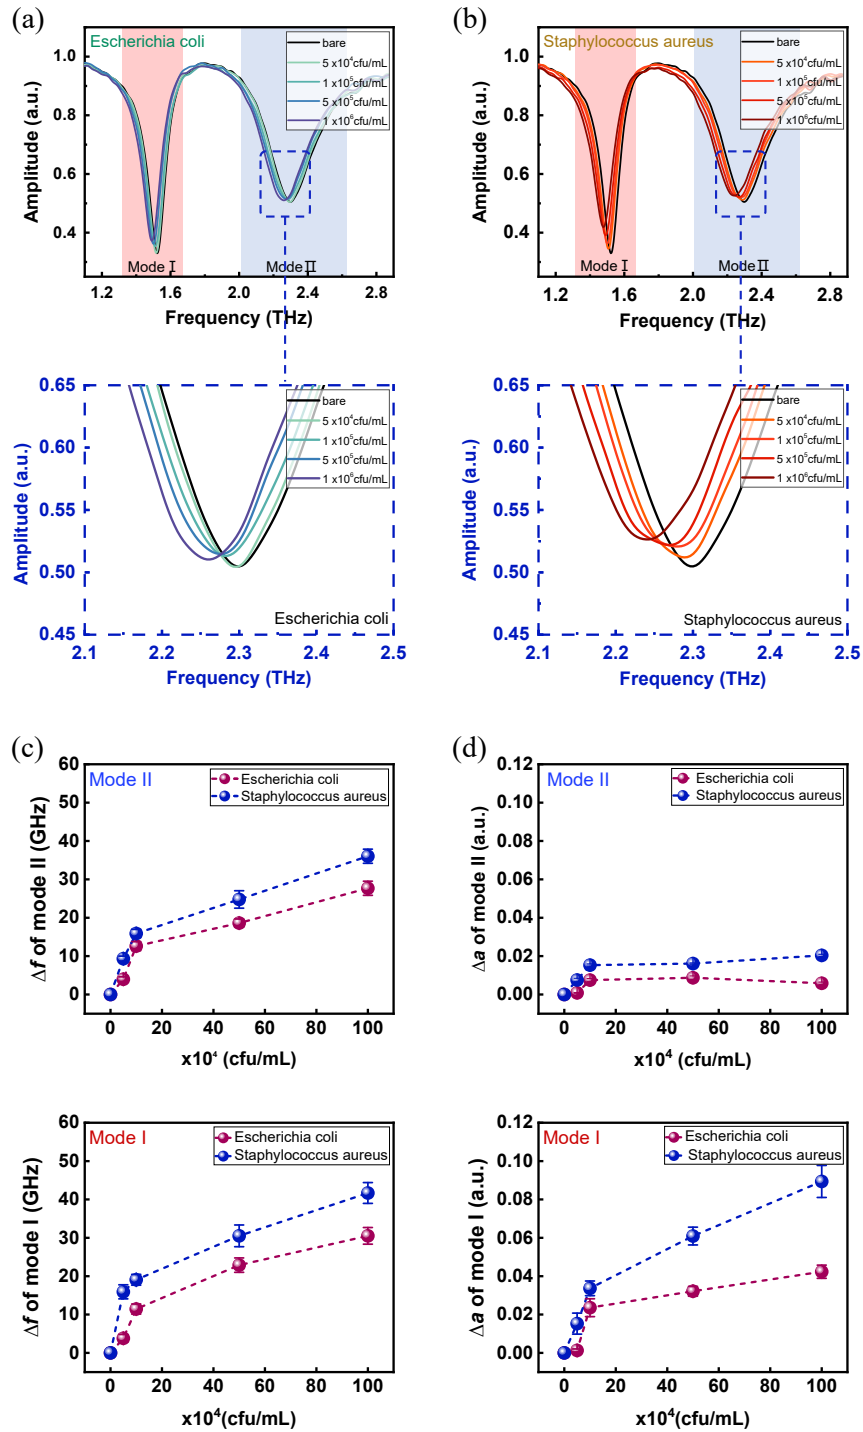 (a)
Escherichia coli
bare
5 x10⁴cfu/mL
1 x10⁵cfu/mL
5 x10⁵cfu/mL
1 x10⁶cfu/mL
Amplitude (a.u.)
1.0
0.8
0.6
0.4
Mode I
Mode II
1.2 1.6 2.0 2.4 2.8
Frequency (THz)
(b)
Staphylococcus aureus
bare
5 x10⁴cfu/mL
1 x10⁵cfu/mL
5 x10⁵cfu/mL
1 x10⁶cfu/mL
Amplitude (a.u.)
1.0
0.8
0.6
0.4
Mode I
Mode II
1.2 1.6 2.0 2.4 2.8
Frequency (THz)
bare
5 x10⁴cfu/mL
1 x10⁵cfu/mL
5 x10⁵cfu/mL
1 x10⁶cfu/mL
Amplitude (a.u.)
0.65
0.60
0.55
0.50
0.45
Escherichia coli
2.1 2.2 2.3 2.4 2.5
Frequency (THz)
bare
5 x10⁴cfu/mL
1 x10⁵cfu/mL
5 x10⁵cfu/mL
1 x10⁶cfu/mL
Amplitude (a.u.)
0.65
0.60
0.55
0.50
0.45
Staphylococcus aureus
2.1 2.2 2.3 2.4 2.5
Frequency (THz)
(c)
Mode II
Escherichia coli
Staphylococcus aureus
Δf of mode II (GHz)
60
50
40
30
20
10
0
0 20 40 60 80 100
x10⁴ (cfu/mL)
(d)
Mode II
Escherichia coli
Staphylococcus aureus
Δa of mode II (a.u.)
0.12
0.10
0.08
0.06
0.04
0.02
0.00
0 20 40 60 80 100
x10⁴ (cfu/mL)
Mode I
Escherichia coli
Staphylococcus aureus
Δf of mode I (GHz)
60
50
40
30
20
10
0
0 20 40 60 80 100
x10⁴(cfu/mL)
Mode I
Escherichia coli
Staphylococcus aureus
Δa of mode I (a.u.)
0.12
0.10
0.08
0.06
0.04
0.02
0.00
0 20 40 60 80 100
x10⁴(cfu/mL)